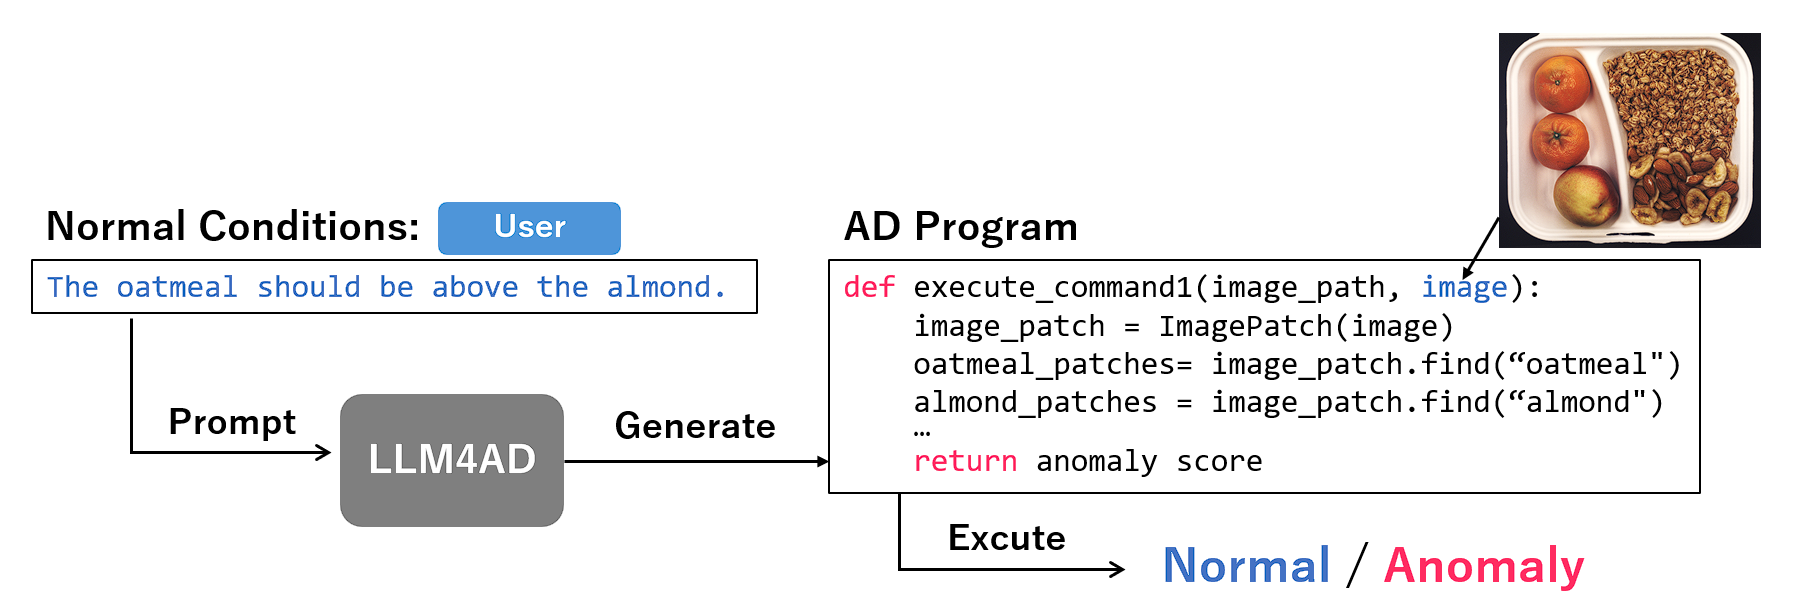 Normal Conditions:
User
The oatmeal should be above the almond.
Prompt
LLM4AD
Generate
AD Program
def execute_command1(image_path, image):
image_patch = ImagePatch(image)
oatmeal_patches= image_patch.find(“oatmeal")
almond_patches = image_patch.find(“almond")
…
return anomaly score
Excute
Normal / Anomaly